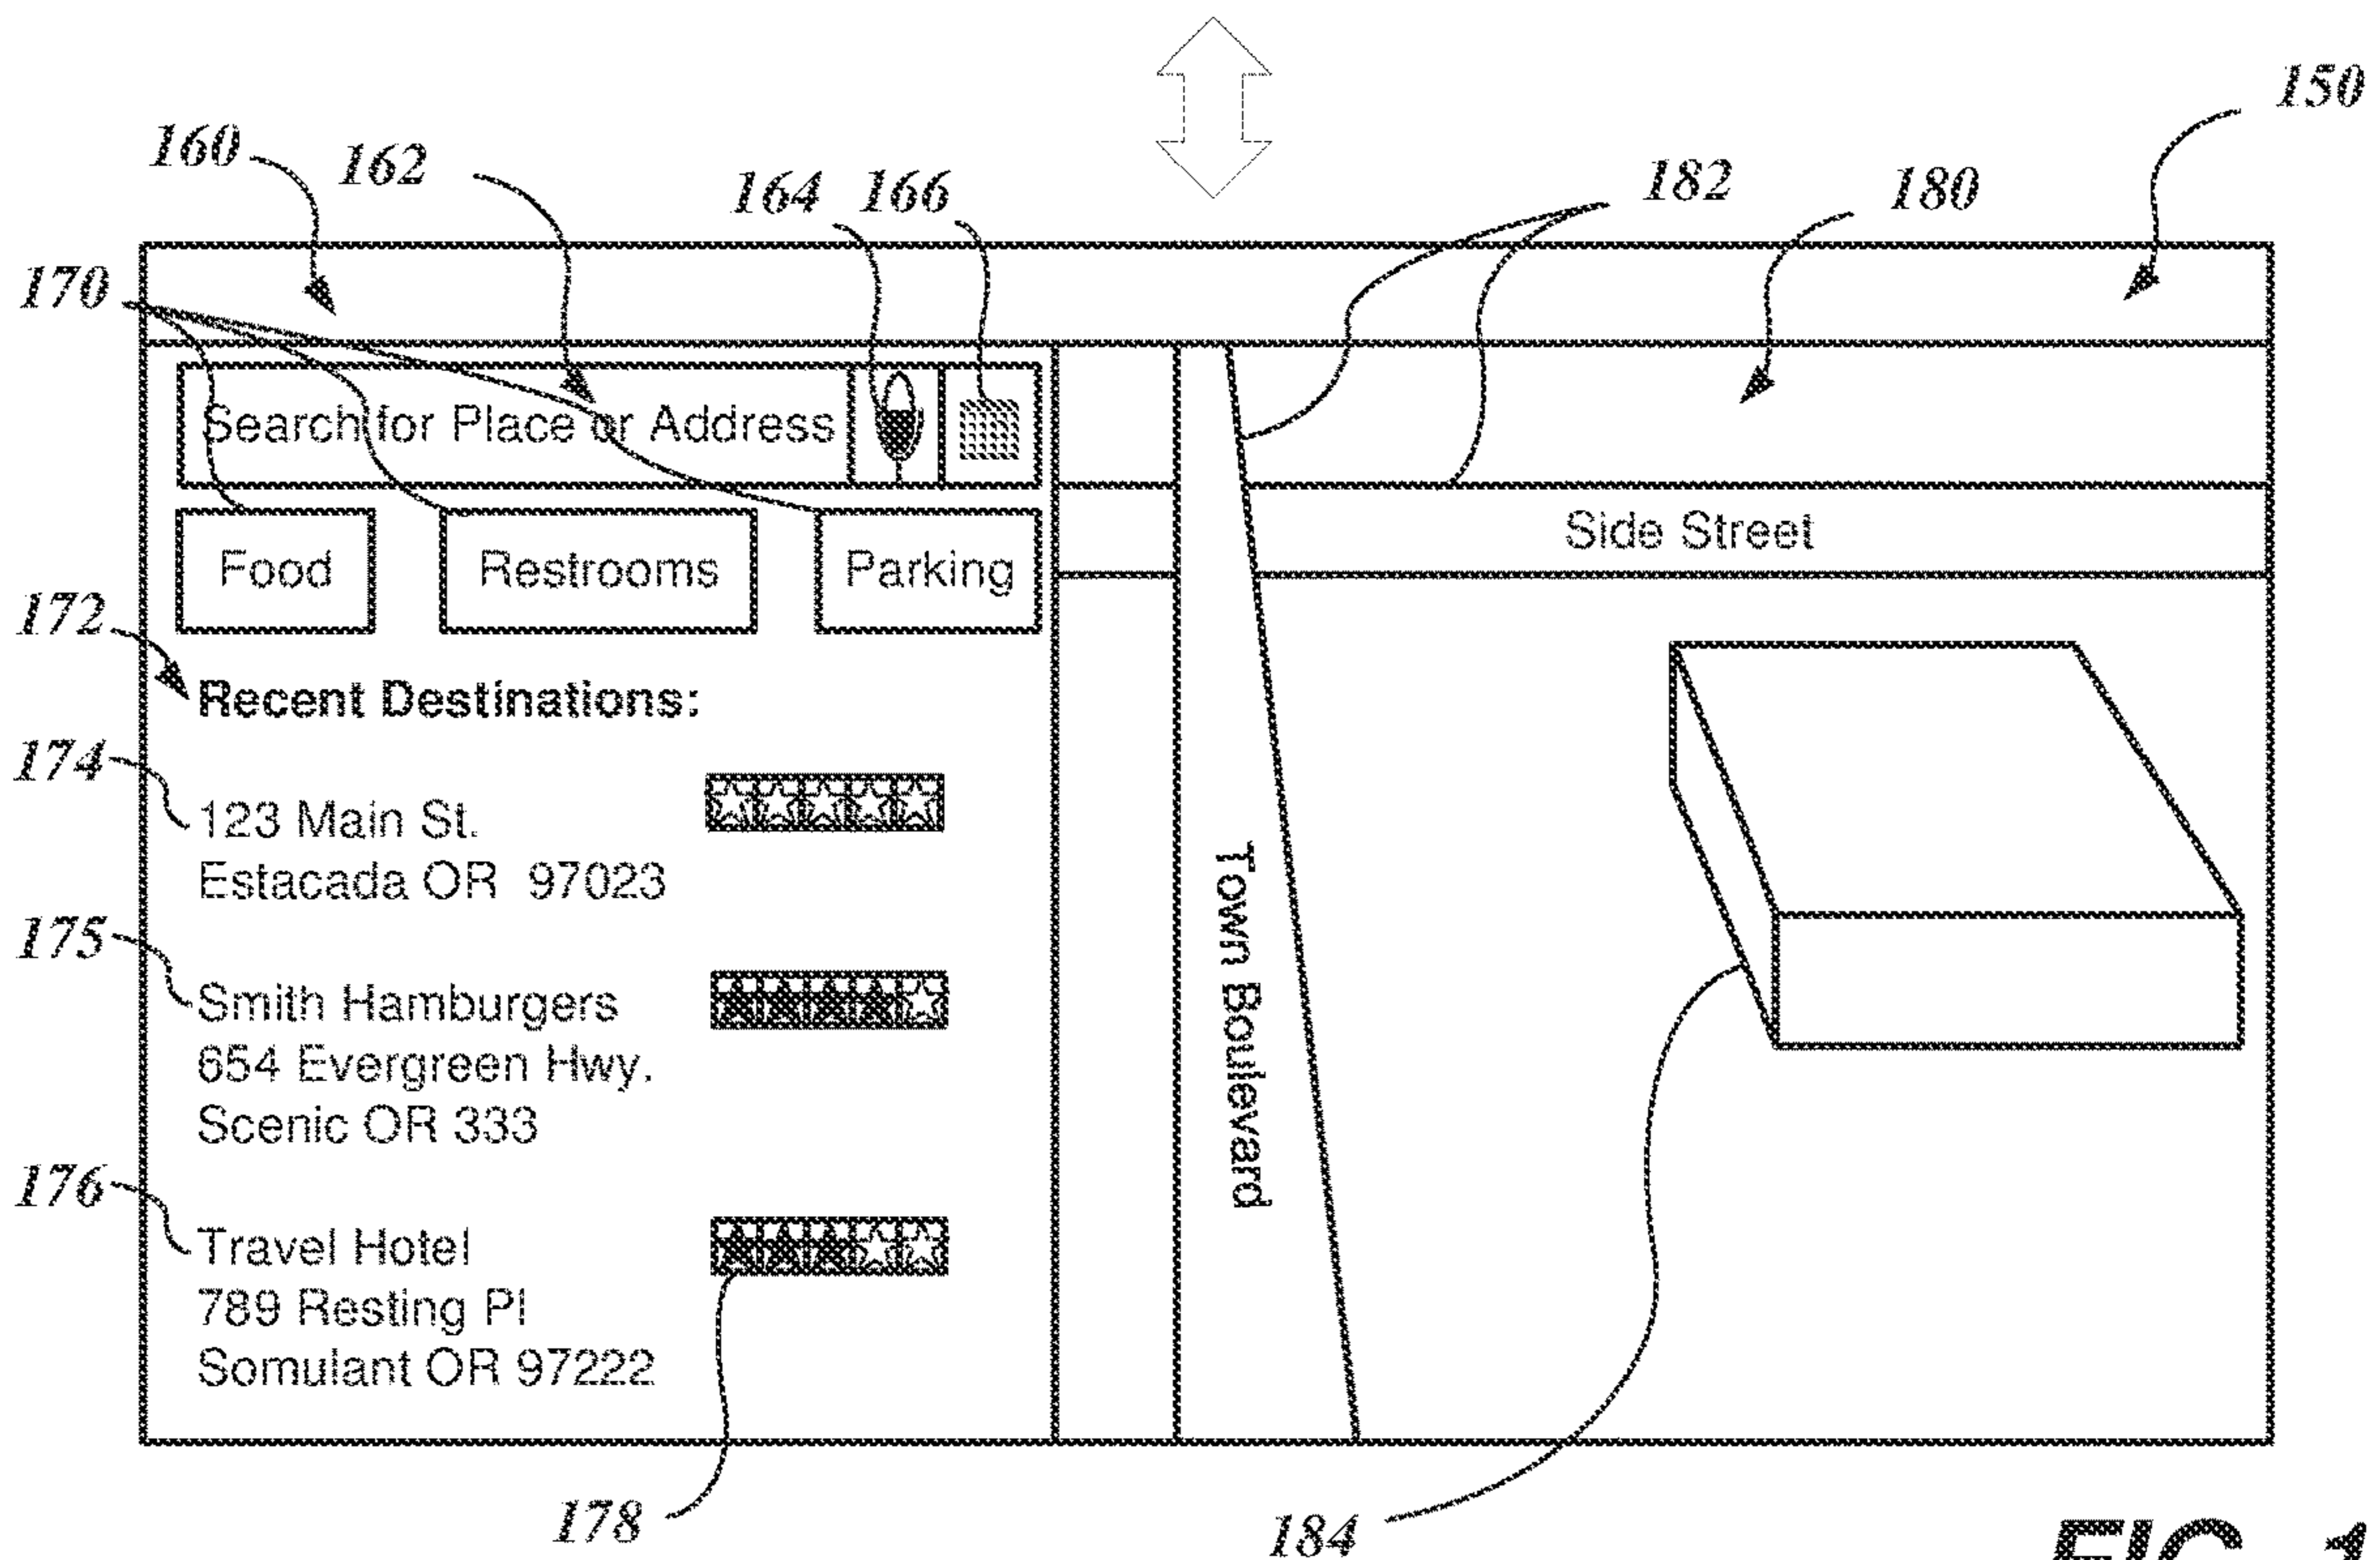 150
160
162
164
166
182
180
170
Search for Place or Address
Side Street
Food
Restrooms
Parking
172
Recent Destinations:
174
123 Main St.
Estacada OR 97023
175
Smith Hamburgers
654 Evergreen Hwy.
Scenic OR 333
Town Boulevard
176
Travel Hotel
789 Resting Pl
Somulant OR 97222
178
184
FIG. 1